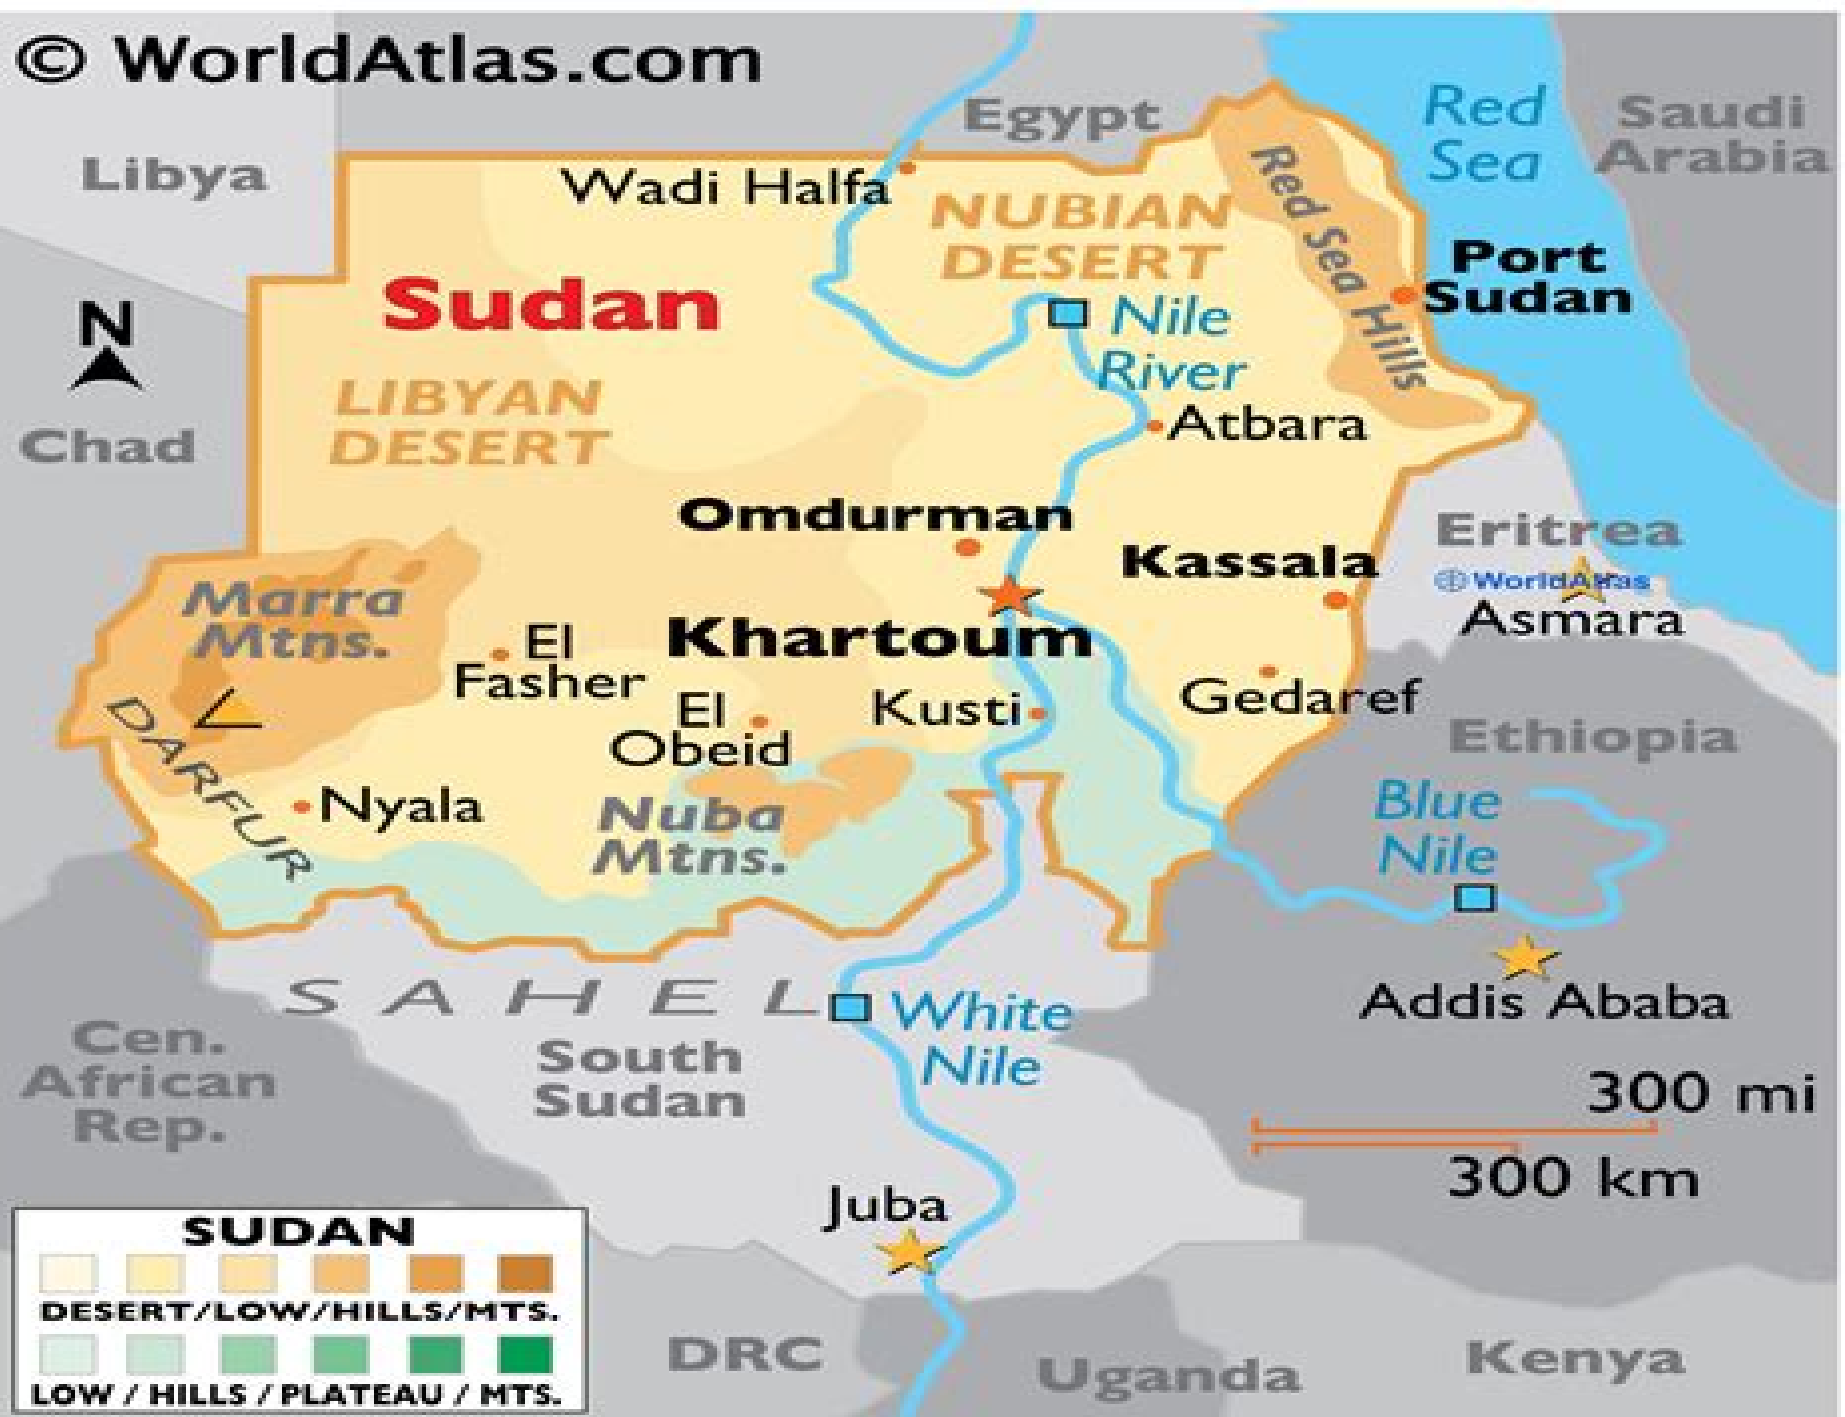 © WorldAtlas.com
Egypt
Red
Sea
Saudi
Arabia
Libya
Wadi Halfa
NUBIAN
DESERT
Red Sea Hills
Port
Sudan
Sudan
N
Nile
River
LIBYAN
DESERT
Chad
Atbara
Omdurman
Kassala
Eritrea
WorldAtlas
Asmara
Marra
Mtns.
El
Fasher
Khartoum
El
Obeid
Kusti
Gedaref
Ethiopia
DARFUR
Nyala
Nuba
Mtns.
Blue
Nile
SAHEL
White
Nile
Addis Ababa
Cen.
African
Rep.
South
Sudan
300 mi
300 km
Juba
SUDAN
DESERT/LOW/HILLS/MTS.
LOW / HILLS / PLATEAU / MTS.
DRC
Uganda
Kenya